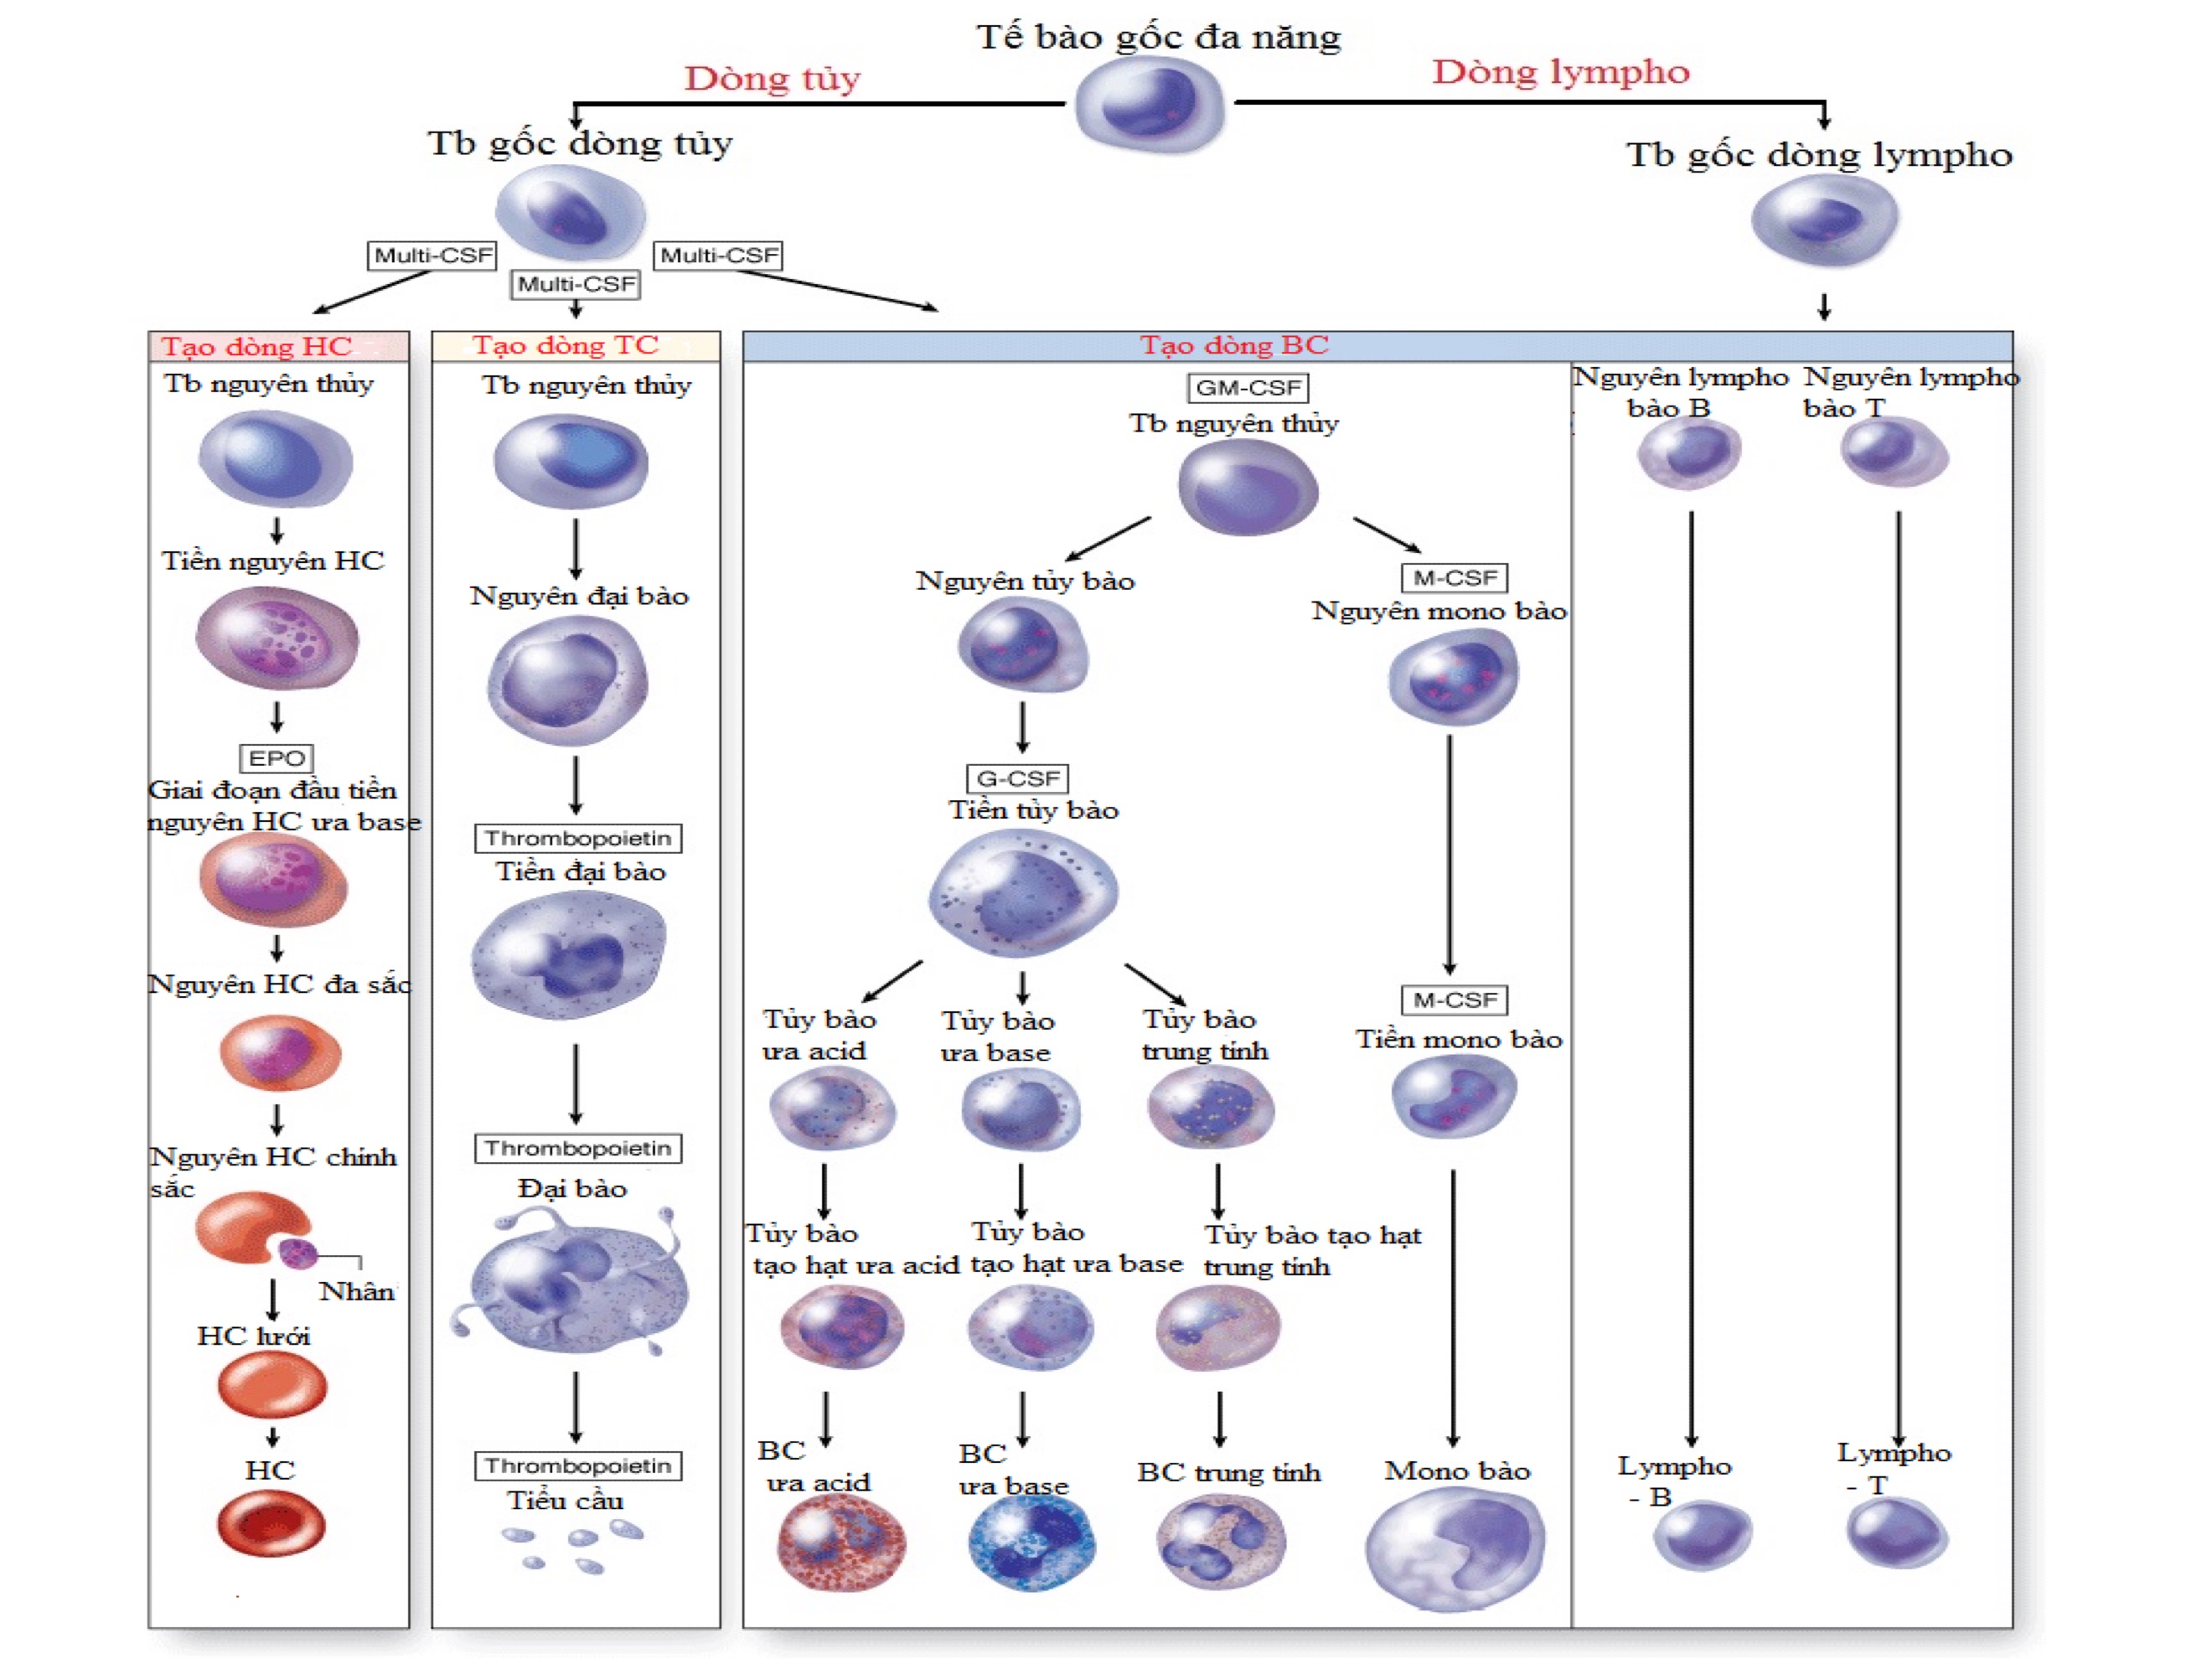 Tế bào gốc đa năng
Dòng tủy
Dòng lympho
Tb gốc dòng tủy
Tb gốc dòng lympho
Multi-CSF
Multi-CSF
Multi-CSF
Tạo dòng HC
Tb nguyên thủy
Tiền nguyên HC
EPO
Giai đoạn đầu tiền
nguyên HC ưa base
Nguyên HC đa sắc
Nguyên HC chính
sắc
Nhân
HC lưới
HC
Tạo dòng TC
Tb nguyên thủy
Nguyên đại bào
Thrombopoietin
Tiền đại bào
Thrombopoietin
Đại bào
Thrombopoietin
Tiểu cầu
Tạo dòng BC
GM-CSF
Tb nguyên thủy
Nguyên tủy bào
M-CSF
Nguyên mono bào
G-CSF
Tiền tủy bào
Tủy bào
ưa acid
Tủy bào
ưa base
Tủy bào
trung tính
M-CSF
Tiền mono bào
Tủy bào
tạo hạt ưa acid
Tủy bào
tạo hạt ưa base
Tủy bào tạo hạt
trung tính
BC
ưa acid
BC
ưa base
BC trung tính
Mono bào
Nguyên lympho
bào B
Nguyên lympho
bào T
Lympho
- B
Lympho
- T